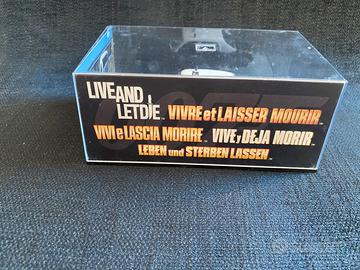 LIVE AND
LET DIE VIVRE et LAISSER MOURIR
VIVI e LASCIA MORIRE VIVE y DEJA MORIR
LEBEN und STERBEN LASSEN